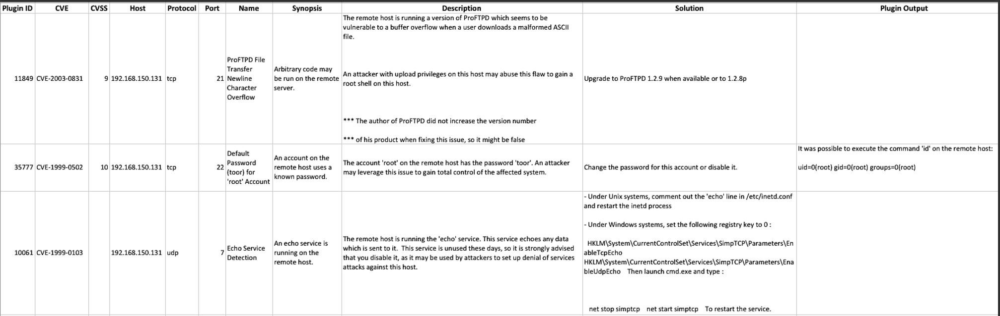 Plugin ID CVE CVSS Host Protocol Port Name Synopsis Description Solution Plugin Output
11849 CVE-2003-0831 9 192.168.150.131 tcp 21
ProFTPD File
Transfer
Newline
Character
Overflow
Arbitrary code may
be run on the remote
server.
The remote host is running a version of ProFTPD which seems to be
vulnerable to a buffer overflow when a user downloads a malformed ASCII
file.
An attacker with upload privileges on this host may abuse this flaw to gain a
root shell on this host.
*** The author of ProFTPD did not increase the version number
*** of his product when fixing this issue, so it might be false
Upgrade to ProFTPD 1.2.9 when available or to 1.2.8p
35777 CVE-1999-0502 10 192.168.150.131 tcp 22
Default
Password
(toor) for
'root' Account
An account on the
remote host uses a
known password.
The account 'root' on the remote host has the password 'toor'. An attacker
may leverage this issue to gain total control of the affected system.
Change the password for this account or disable it.
It was possible to execute the command 'id' on the remote host:
uid=0(root) gid=0(root) groups=0(root)
10061 CVE-1999-0103 192.168.150.131 udp 7
Echo Service
Detection
An echo service is
running on the
remote host.
The remote host is running the 'echo' service. This service echoes any data
which is sent to it.  This service is unused these days, so it is strongly advised
that you disable it, as it may be used by attackers to set up denial of services
attacks against this host.
- Under Unix systems, comment out the 'echo' line in /etc/inetd.conf
and restart the inetd process
- Under Windows systems, set the following registry key to 0 :
HKLM\System\CurrentControlSet\Services\SimpTCP\Parameters\En
ableTcpEcho
HKLM\System\CurrentControlSet\Services\SimpTCP\Parameters\Ena
bleUdpEcho    Then launch cmd.exe and type :
net stop simptcp    net start simptcp    To restart the service.